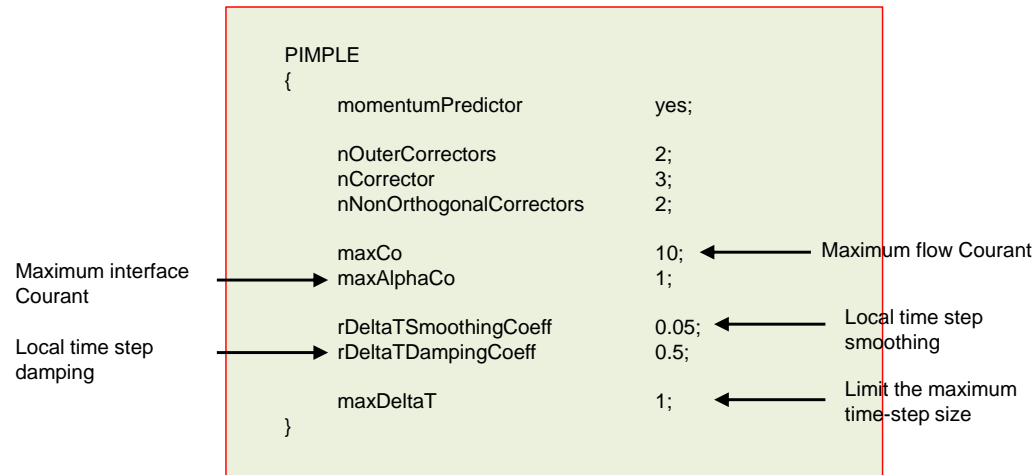 PIMPLE
{
momentumPredictor yes;
nOuterCorrectors 2;
nCorrector 3;
nNonOrthogonalCorrectors 2;
maxCo 10;
Maximum flow Courant
Maximum interface
Courant
maxAlphaCo 1;
rDeltaTSmoothingCoeff 0.05;
Local time step
smoothing
Local time step
damping
rDeltaTDampingCoeff 0.5;
maxDeltaT 1;
Limit the maximum
time-step size
}